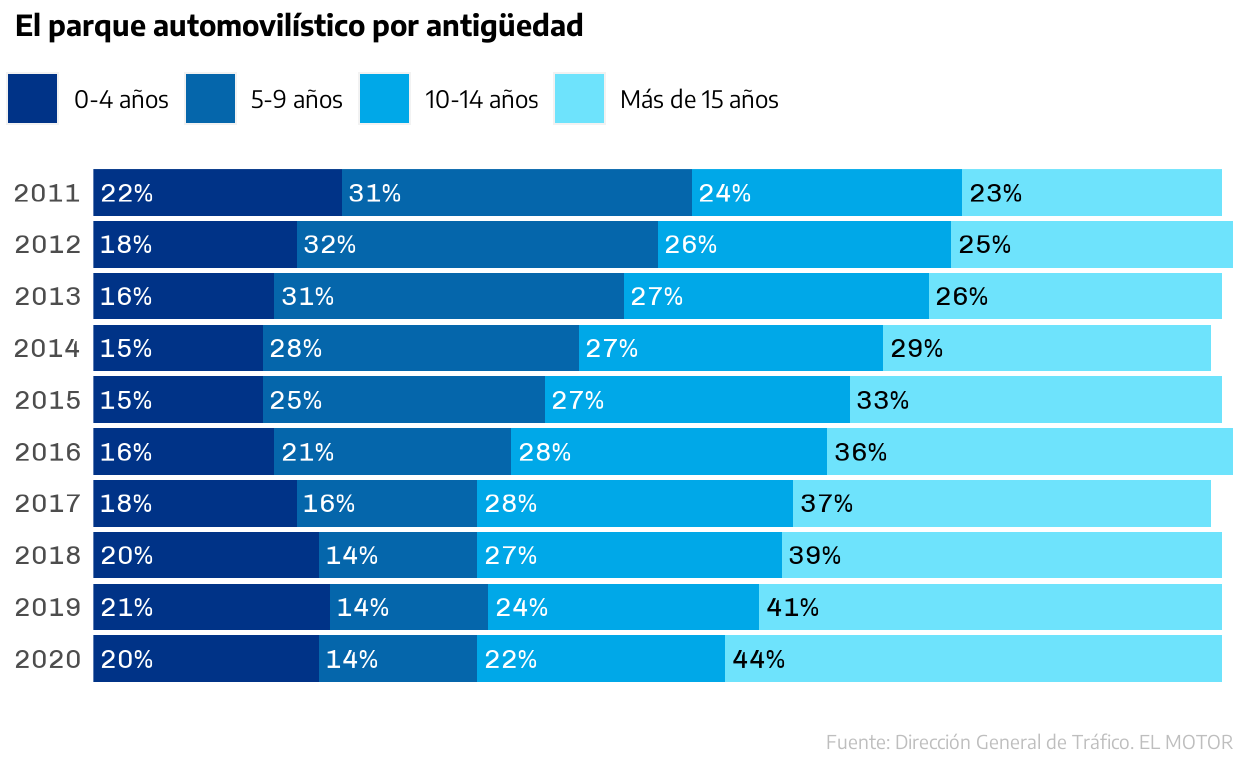 El parque automovilístico por antigüedad
0-4 años 5-9 años 10-14 años Más de 15 años
2011 22% 31% 24% 23%
2012 18% 32% 26% 25%
2013 16% 31% 27% 26%
2014 15% 28% 27% 29%
2015 15% 25% 27% 33%
2016 16% 21% 28% 36%
2017 18% 16% 28% 37%
2018 20% 14% 27% 39%
2019 21% 14% 24% 41%
2020 20% 14% 22% 44%
Fuente: Dirección General de Tráfico. EL MOTOR